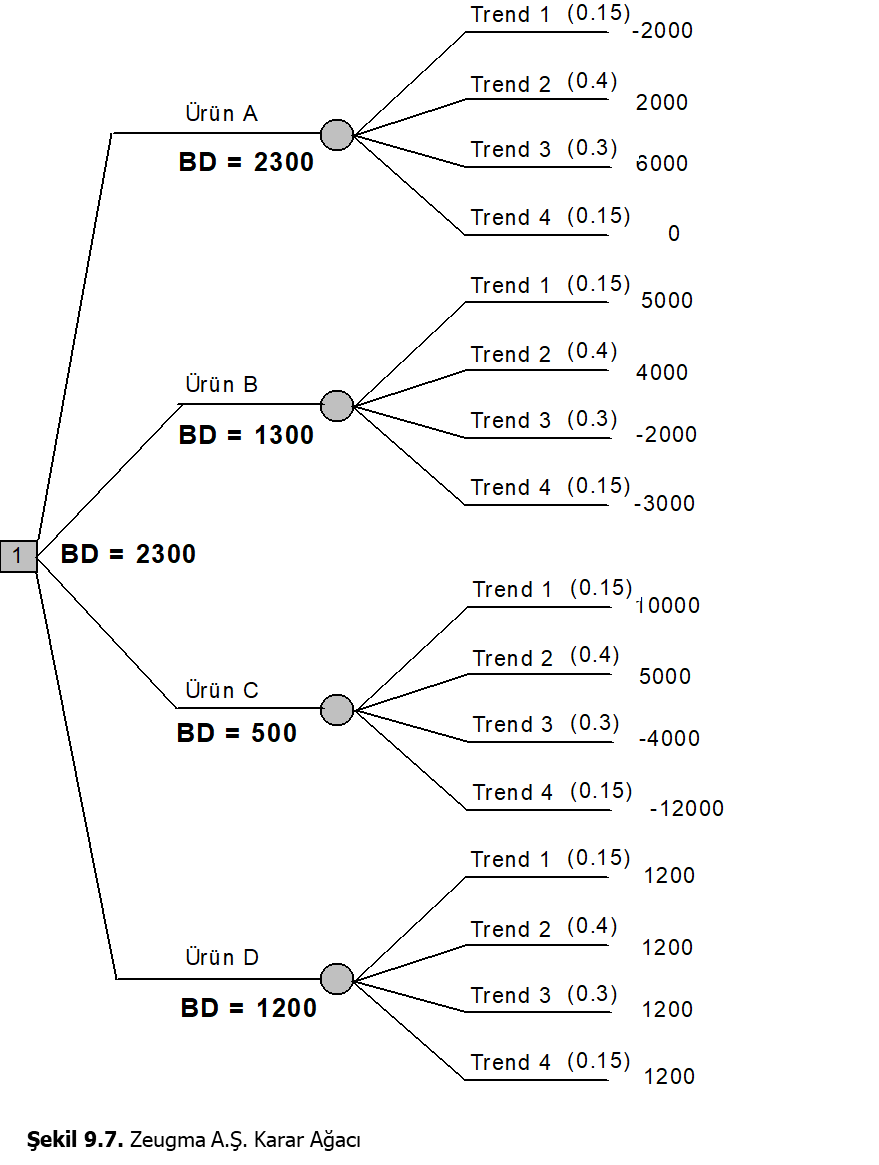 Trend 1 (0.15)
-2000
Trend 2 (0.4)
2000
Ürün A
Trend 3 (0.3)
BD = 2300
6000
Trend 4 (0.15)
0
Trend 1 (0.15)
5000
Trend 2 (0.4)
4000
Ürün B
Trend 3 (0.3)
BD = 1300
-2000
Trend 4 (0.15)
-3000
1
BD = 2300
Trend 1 (0.15)
10000
Trend 2 (0.4)
5000
Ürün C
Trend 3 (0.3)
BD = 500
-4000
Trend 4 (0.15)
-12000
Trend 1 (0.15)
1200
Trend 2 (0.4)
1200
Ürün D
Trend 3 (0.3)
BD = 1200
1200
Trend 4 (0.15)
1200
Şekil 9.7. Zeugma A.Ş. Karar Ağacı